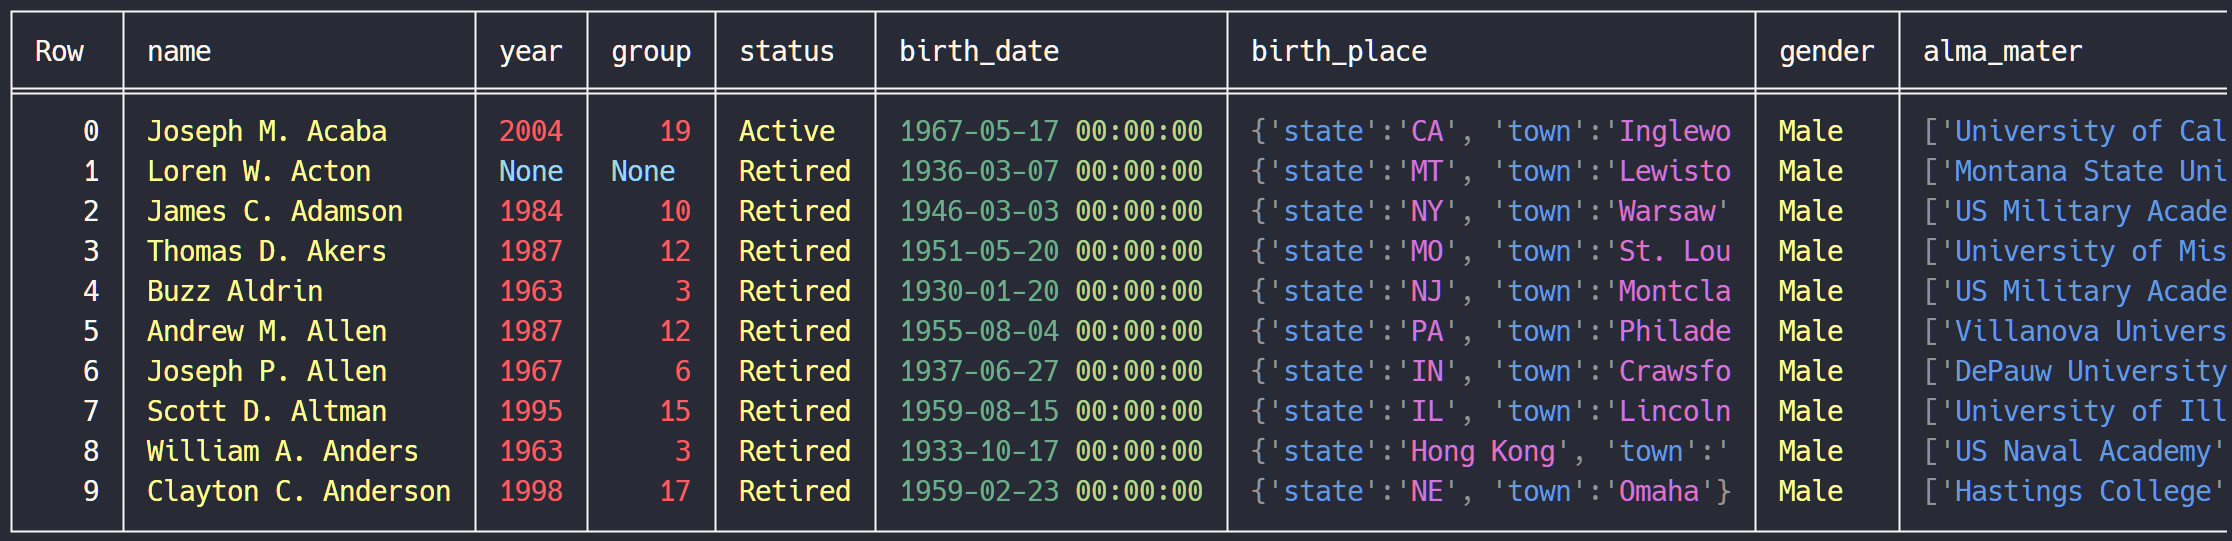 Row name year group status birth_date birth_place gender alma_mater
0 Joseph M. Acaba 2004 19 Active 1967-05-17 00:00:00 {'state':'CA', 'town':'Inglewo Male ['University of Cal
1 Loren W. Acton None None Retired 1936-03-07 00:00:00 {'state':'MT', 'town':'Lewisto Male ['Montana State Uni
2 James C. Adamson 1984 10 Retired 1946-03-03 00:00:00 {'state':'NY', 'town':'Warsaw' Male ['US Military Acade
3 Thomas D. Akers 1987 12 Retired 1951-05-20 00:00:00 {'state':'MO', 'town':'St. Lou Male ['University of Mis
4 Buzz Aldrin 1963 3 Retired 1930-01-20 00:00:00 {'state':'NJ', 'town':'Montcla Male ['US Military Acade
5 Andrew M. Allen 1987 12 Retired 1955-08-04 00:00:00 {'state':'PA', 'town':'Philade Male ['Villanova Univers
6 Joseph P. Allen 1967 6 Retired 1937-06-27 00:00:00 {'state':'IN', 'town':'Crawsfo Male ['DePauw University
7 Scott D. Altman 1995 15 Retired 1959-08-15 00:00:00 {'state':'IL', 'town':'Lincoln Male ['University of Ill
8 William A. Anders 1963 3 Retired 1933-10-17 00:00:00 {'state':'Hong Kong', 'town':' Male ['US Naval Academy'
9 Clayton C. Anderson 1998 17 Retired 1959-02-23 00:00:00 {'state':'NE', 'town':'Omaha'} Male ['Hastings College'